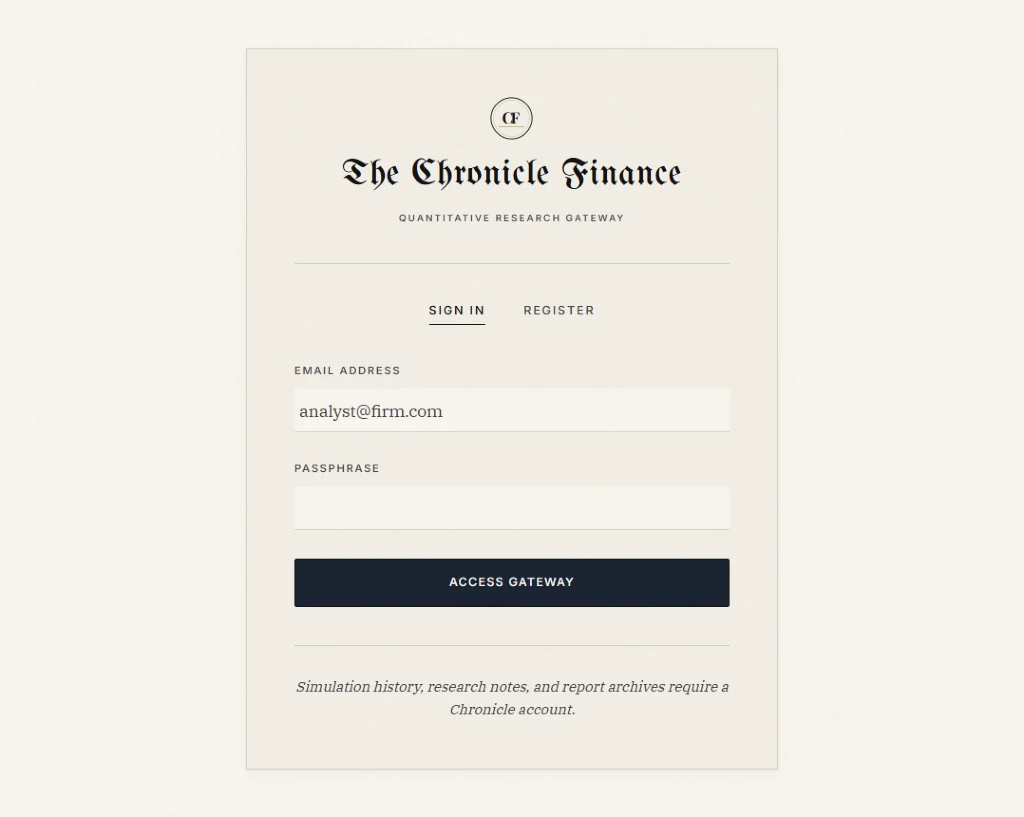 CF
The Chronicle Finance
QUANTITATIVE RESEARCH GATEWAY
SIGN IN REGISTER
EMAIL ADDRESS
analyst@firm.com
PASSPHRASE
ACCESS GATEWAY
Simulation history, research notes, and report archives require a
Chronicle account.